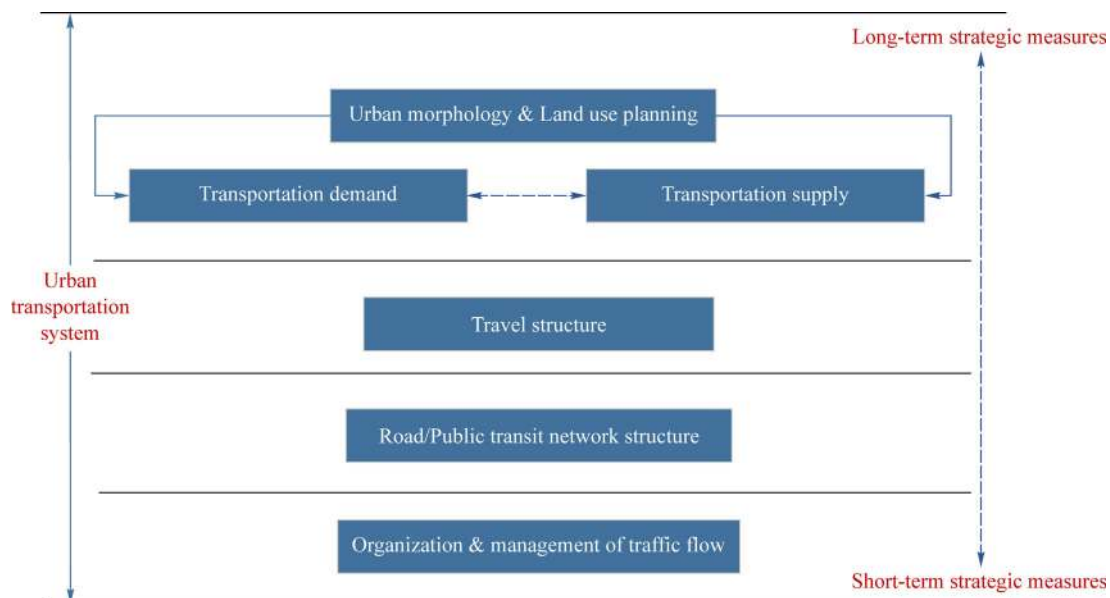 Long-term strategic measures
Urban morphology & Land use planning
Transportation demand
Transportation supply
Urban
transportation
system
Travel structure
Road/Public transit network structure
Organization & management of traffic flow
Short-term strategic measures